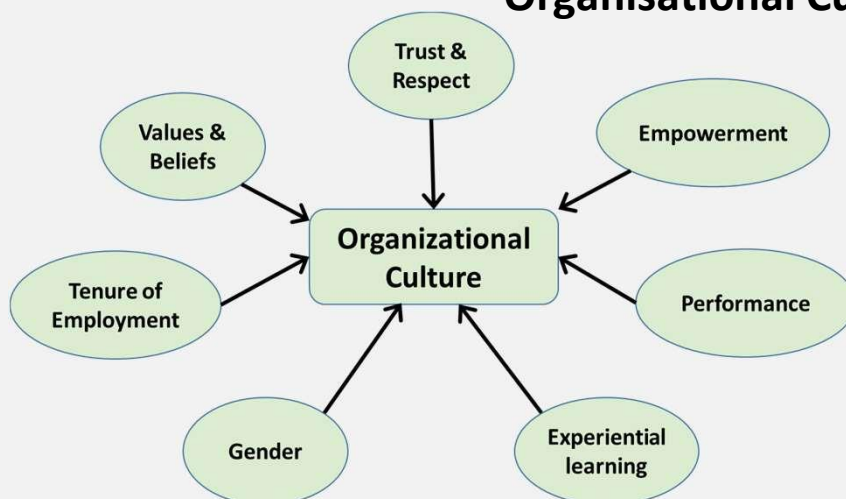 Organisational Cu
Trust &
Respect
Values &
Beliefs
Empowerment
Organizational
Culture
Tenure of
Employment
Performance
Gender
Experiential
learning